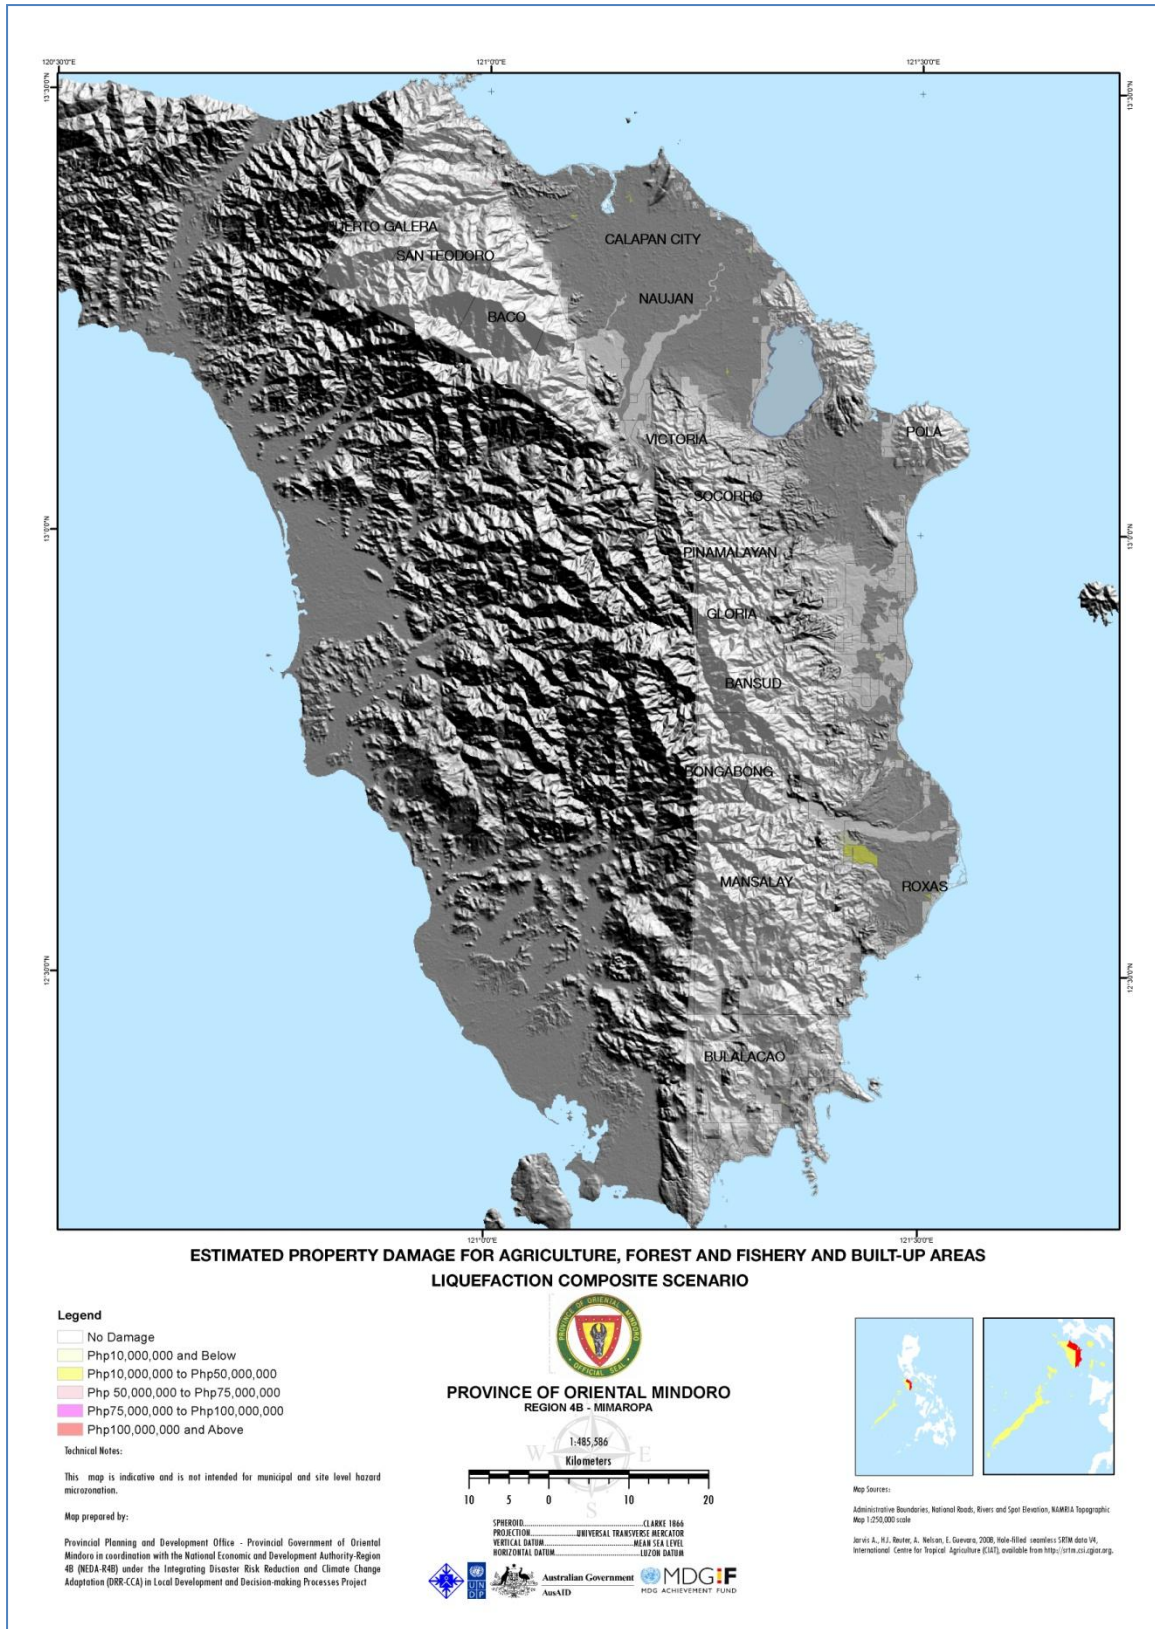 120°30'0"E
121°0'0"E
121°30'0"E
13°30'0"N
13°30'0"N
PUERTO GALERA
CALAPAN CITY
SAN TEODORO
NAUJAN
BACO
VICTORIA
POLA
SOCORRO
13°0'0"N
13°0'0"N
PINAMALAYAN
GLORIA
BANSUD
BONGABONG
MANSALAY
ROXAS
12°30'0"N
12°30'0"N
BULALACAO
121°0'0"E
121°30'0"E
ESTIMATED PROPERTY DAMAGE FOR AGRICULTURE, FOREST AND FISHERY AND BUILT-UP AREAS
LIQUEFACTION COMPOSITE SCENARIO
Legend
No Damage
Php10,000,000 and Below
Php10,000,000 to Php50,000,000
Php 50,000,000 to Php75,000,000
Php75,000,000 to Php100,000,000
Php100,000,000 and Above
Technical Notes:
This map is indicative and is not intended for municipal and site level hazard
microzonation.
Map prepared by:
Provincial Planning and Development Office - Provincial Government of Oriental
Mindoro in coordination with the National Economic and Development Authority-Region
4B (NEDA-R4B) under the Integrating Disaster Risk Reduction and Climate Change
Adaptation (DRR-CCA) in Local Development and Decision-making Processes Project
PROVINCE OF ORIENTAL MINDORO
OFFICIAL SEAL
PROVINCE OF ORIENTAL MINDORO
REGION 4B - MIMAROPA
W E
S
1:485,586
Kilometers
10 5 0 10 20
SPHEROID.......................................CLARKE 1866
PROJECTION..................UNIVERSAL TRANSVERSE MERCATOR
VERTICAL DATUM.......................................MEAN SEA LEVEL
HORIZONTAL DATUM....................................LUZON DATUM
U N
D P
Australian Government
AusAID
MDGiF
MDG ACHIEVEMENT FUND
Map Sources:
Administrative Boundaries, National Roads, Rivers and Spot Elevation, NAMRIA Topographic
Map 1:250,000 scale
Jarvis A., H.I. Reuter, A. Nelson, E. Guevara, 2008, Hole-filled seamless SRTM data V4,
International Centre for Tropical Agriculture (CIAT), available from http://srtm.csi.cgiar.org.